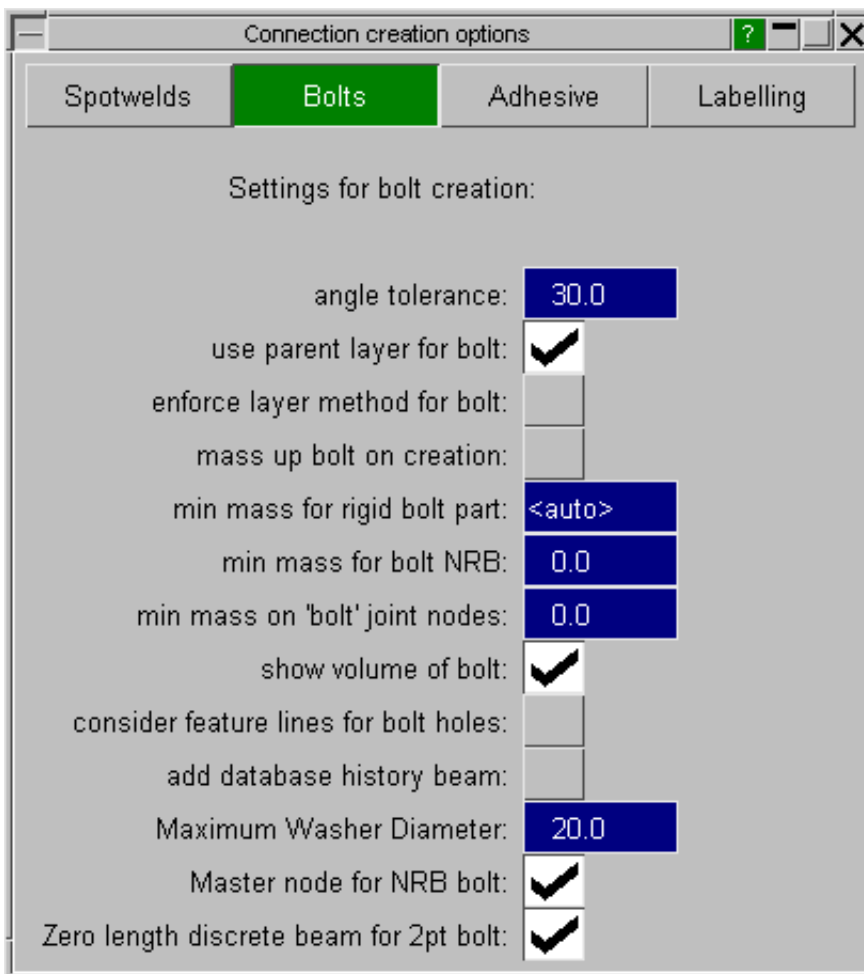 Connection creation options ?
Spotwelds Bolts Adhesive Labelling
Settings for bolt creation:
angle tolerance: 30.0
use parent layer for bolt:
enforce layer method for bolt:
mass up bolt on creation:
min mass for rigid bolt part: <auto>
min mass for bolt NRB: 0.0
min mass on 'bolt' joint nodes: 0.0
show volume of bolt:
consider feature lines for bolt holes:
add database history beam:
Maximum Washer Diameter: 20.0
Master node for NRB bolt:
Zero length discrete beam for 2pt bolt: